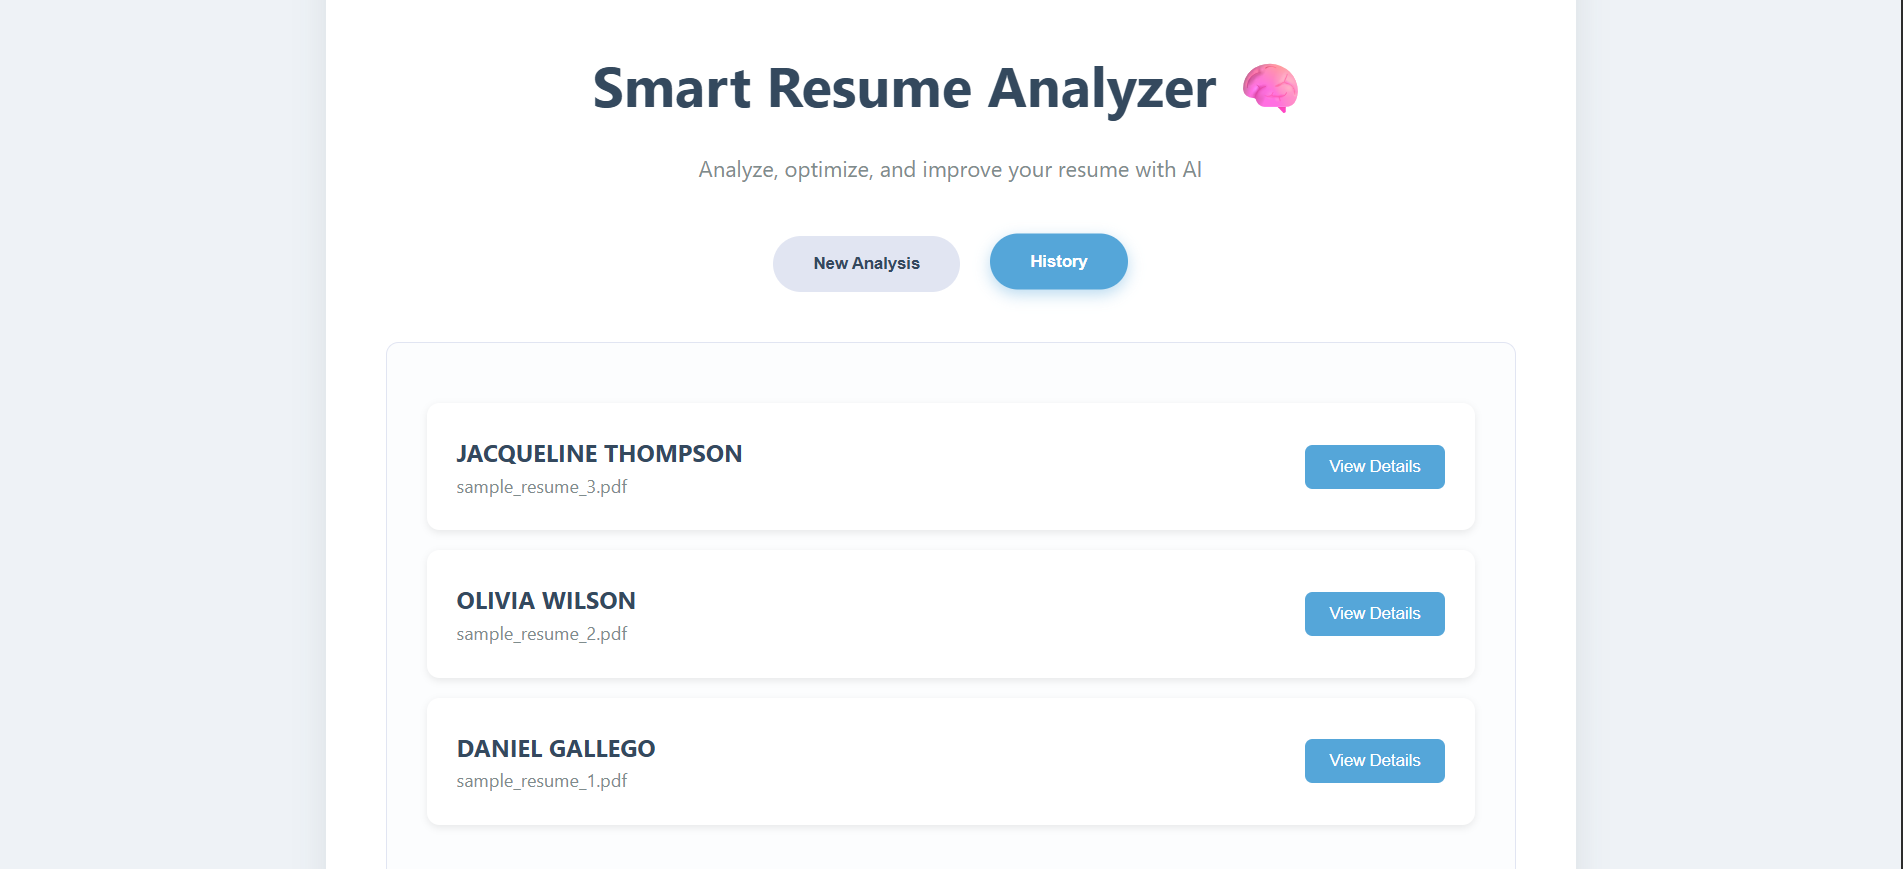 Smart Resume Analyzer 🧠
Analyze, optimize, and improve your resume with AI
New Analysis
History
JACQUELINE THOMPSON
sample_resume_3.pdf
View Details
OLIVIA WILSON
sample_resume_2.pdf
View Details
DANIEL GALLEGO
sample_resume_1.pdf
View Details